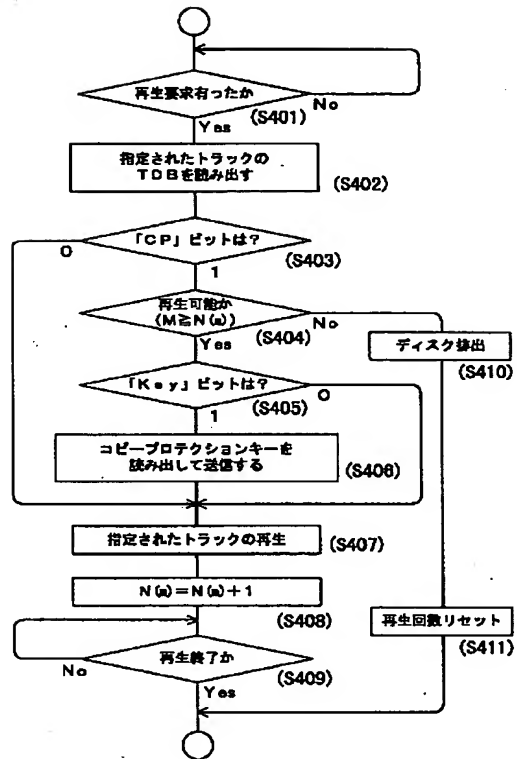 再生要求有ったか
No
Yes
(S401)
指定されたトラックの
TDBを読み出す
(S402)
「CP」ビットは?
0
(S403)
1
再生可能か
(M≧N(m))
No
Yes
(S404)
ディスク排出
(S410)
「Key」ビットは?
0
(S405)
1
コピープロテクションキーを
読み出して送信する
(S406)
指定されたトラックの再生
(S407)
N(m)=N(m)+1
(S408)
再生回数リセット
(S411)
再生終了か
No
(S409)
Yes